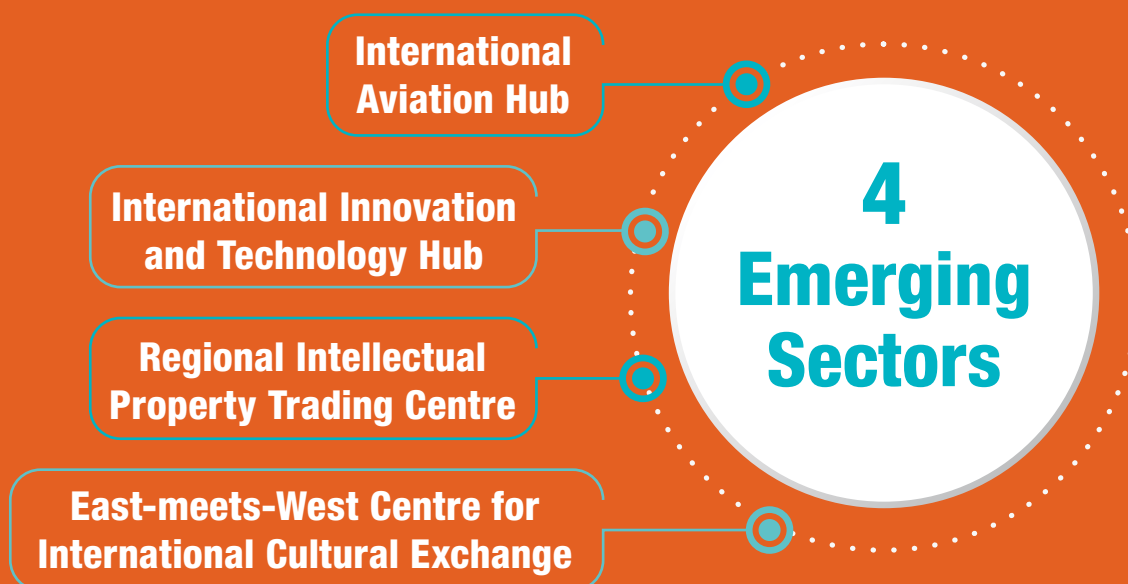 International
Aviation Hub
International Innovation
and Technology Hub
Regional Intellectual
Property Trading Centre
East-meets-West Centre for
International Cultural Exchange
4
Emerging
Sectors